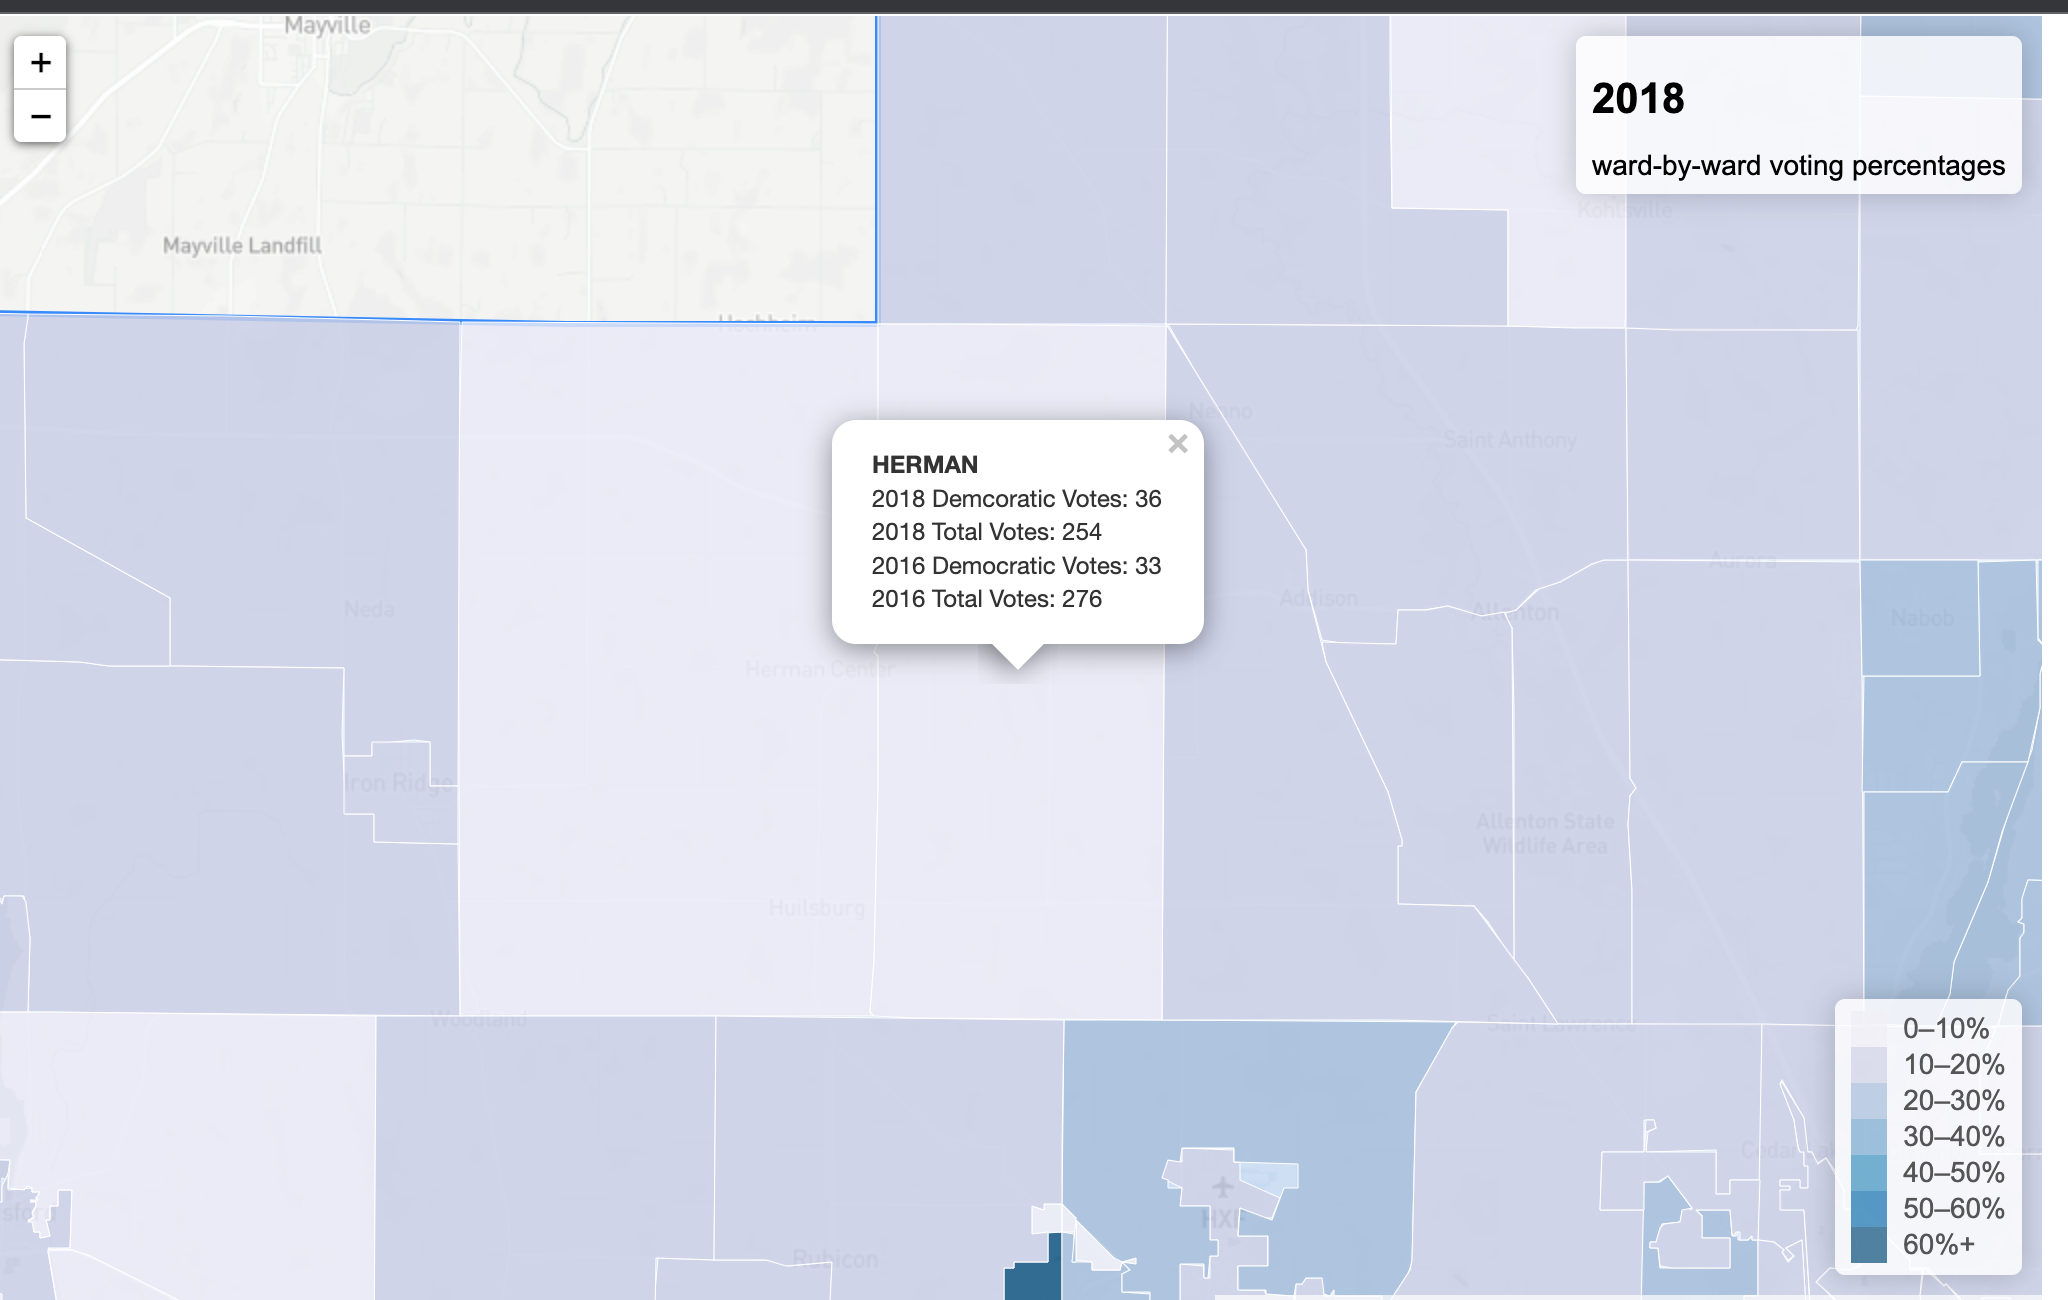 Mayville
+
−
2018
ward-by-ward voting percentages
Kohlsville
Mayville Landfill
Hochheim
Nenno
Saint Anthony
×
HERMAN
2018 Demcoratic Votes: 36
2018 Total Votes: 254
2016 Democratic Votes: 33
2016 Total Votes: 276
Aurora
Addison
Allenton
Neda
Nabob
Herman Center
Iron Ridge
Allenton State
Wildlife Area
Huilsburg
Woodland
Saint Lawrence
0–10%
10–20%
20–30%
30–40%
40–50%
50–60%
60%+
HXF
Rubicon